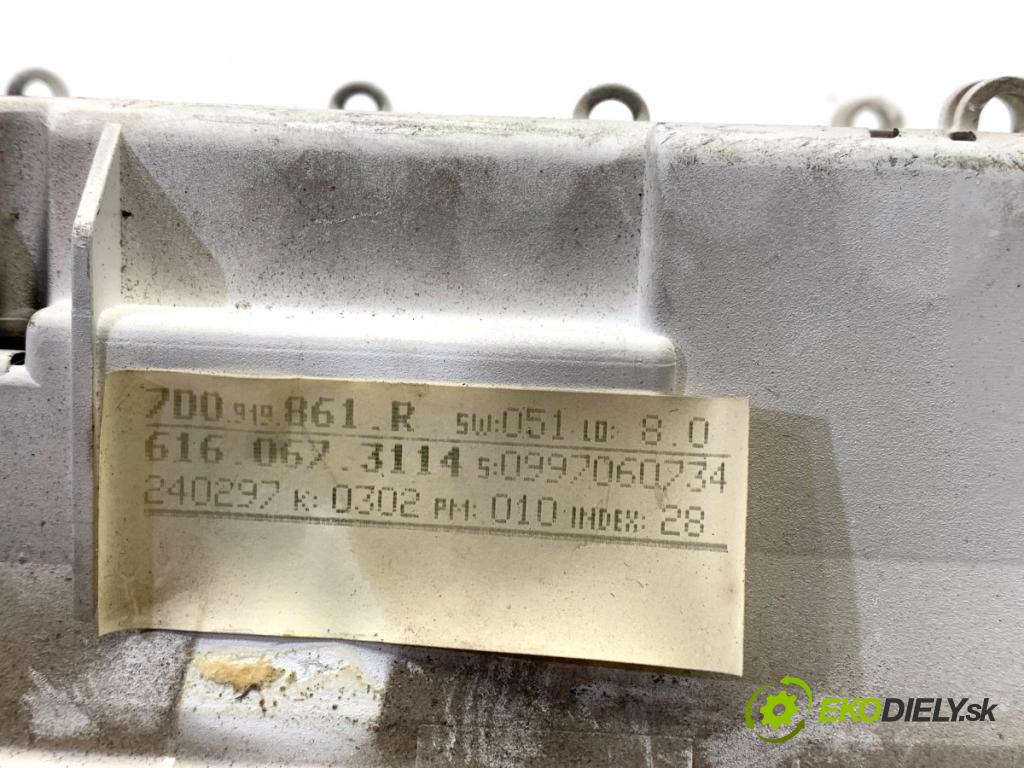 7D0.919.861.R SW:051 LD: 8.0
616.067.3114 S:0997060734
240297 K: 0302 PM: 010 INDEX: 28
EKODIELY.sk